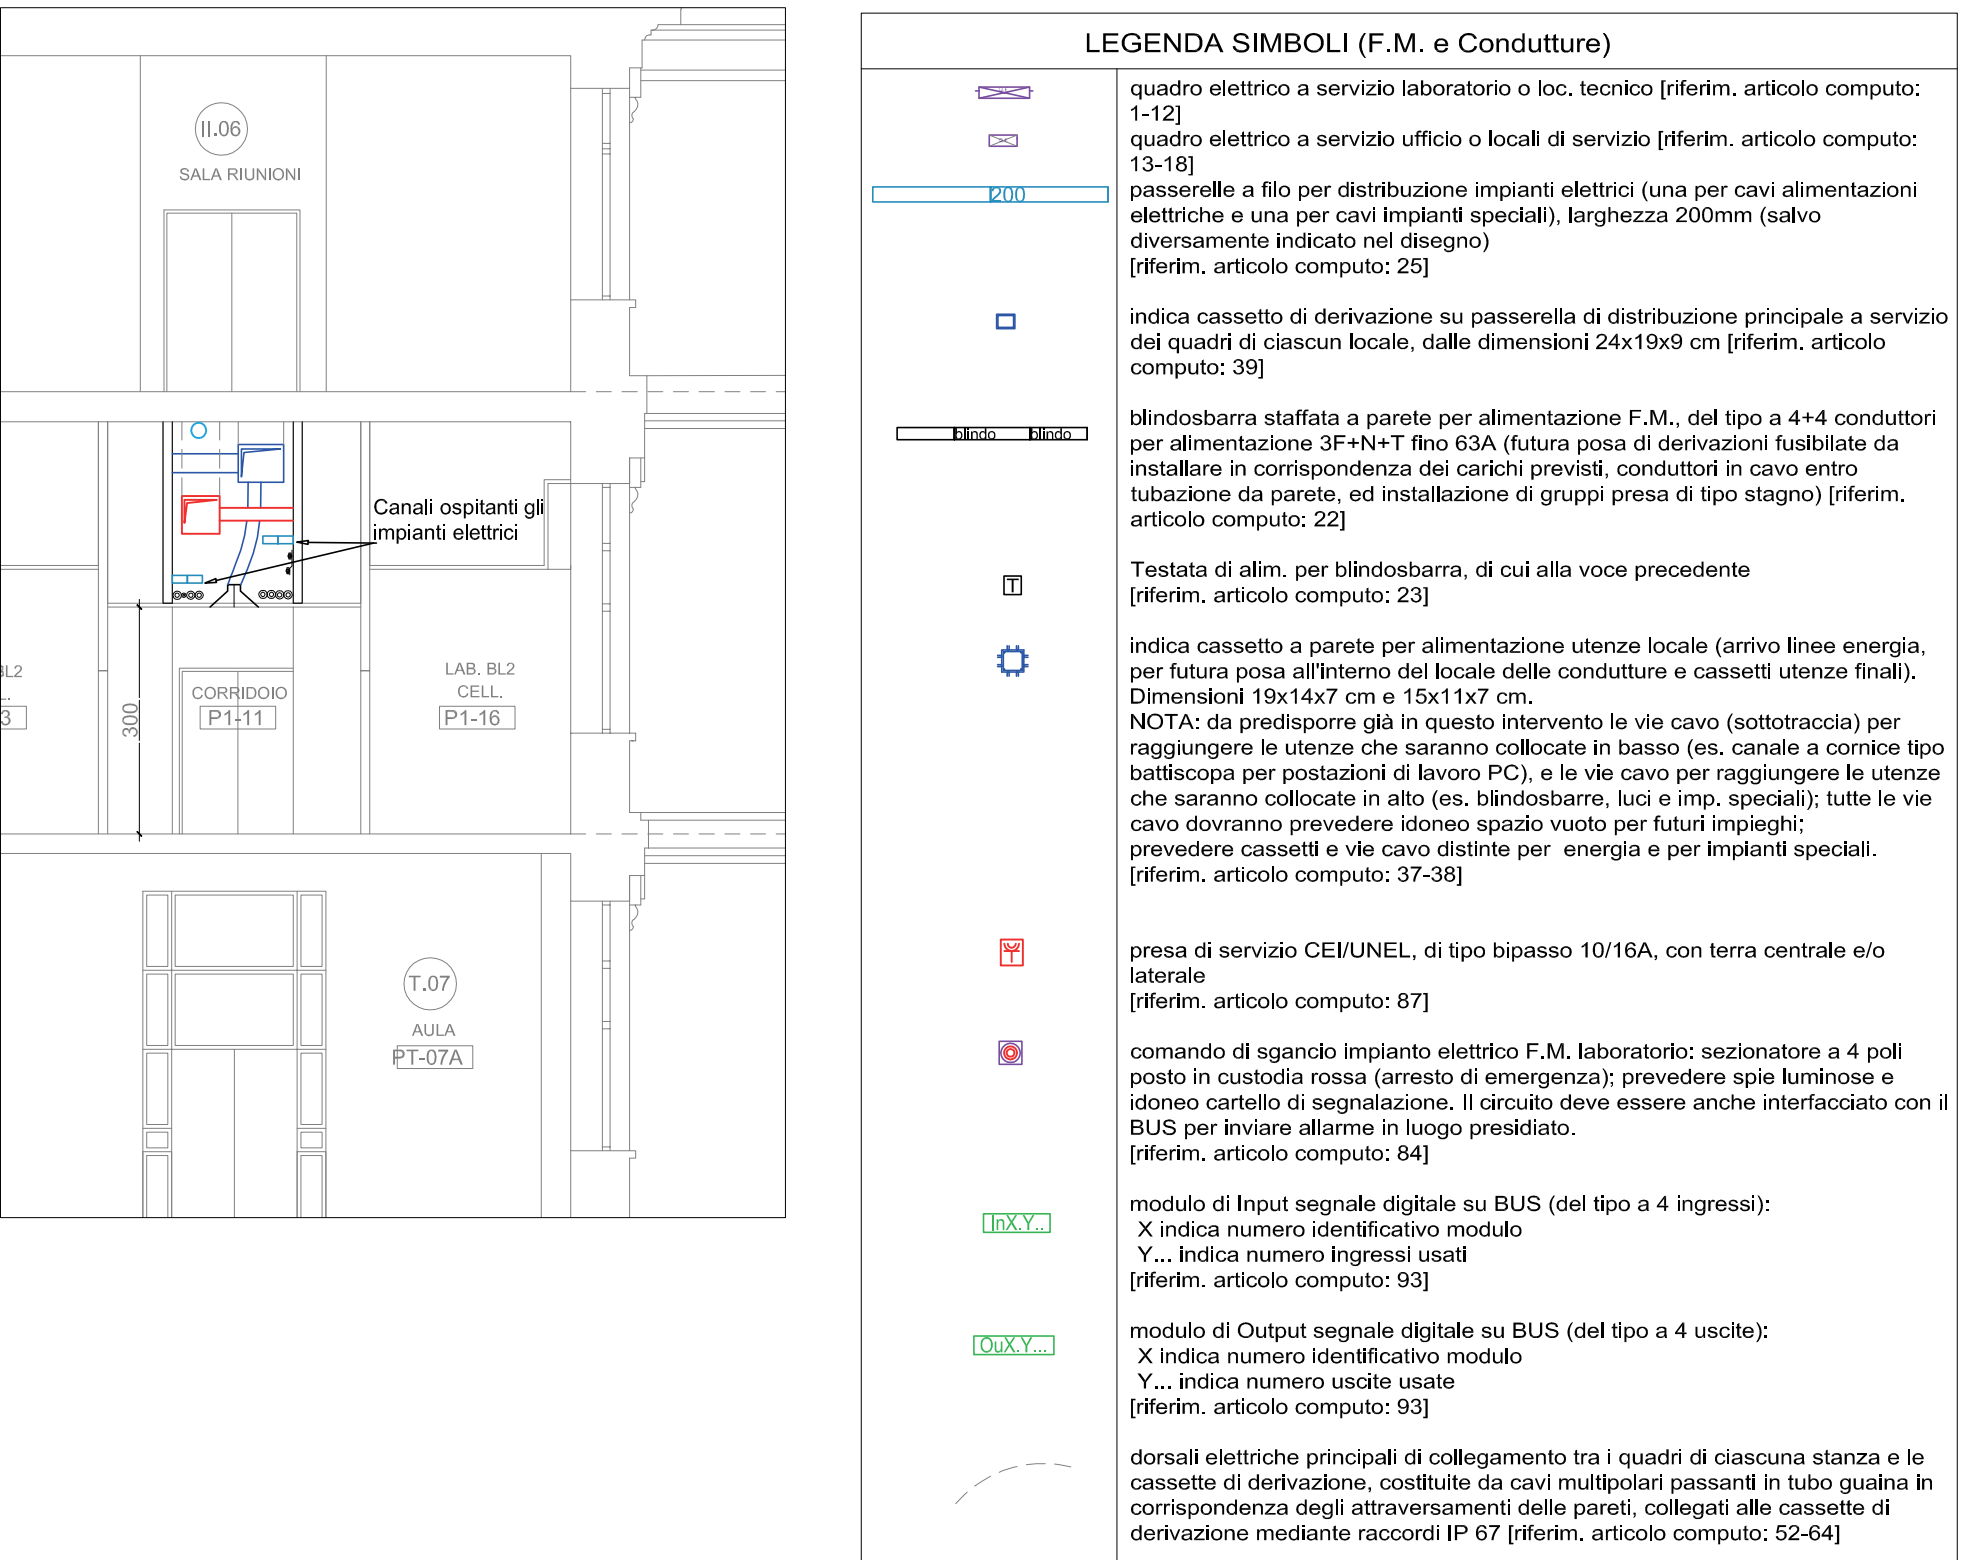 II.06
SALA RIUNIONI
Canali ospitanti gli
impianti elettrici
BL2
3
300
CORRIDOIO
P1-11
LAB. BL2
CELL.
P1-16
T.07
AULA
PT-07A
LEGENDA SIMBOLI (F.M. e Condutture)
quadro elettrico a servizio laboratorio o loc. tecnico [riferim. articolo computo:
1-12]
quadro elettrico a servizio ufficio o locali di servizio [riferim. articolo computo:
13-18]
200
passerelle a filo per distribuzione impianti elettrici (una per cavi alimentazioni
elettriche e una per cavi impianti speciali), larghezza 200mm (salvo
diversamente indicato nel disegno)
[riferim. articolo computo: 25]
indica cassetto di derivazione su passerella di distribuzione principale a servizio
dei quadri di ciascun locale, dalle dimensioni 24x19x9 cm [riferim. articolo
computo: 39]
blindo blindo
blindosbarra staffata a parete per alimentazione F.M., del tipo a 4+4 conduttori
per alimentazione 3F+N+T fino 63A (futura posa di derivazioni fusibilate da
installare in corrispondenza dei carichi previsti, conduttori in cavo entro
tubazione da parete, ed installazione di gruppi presa di tipo stagno) [riferim.
articolo computo: 22]
T
Testata di alim. per blindosbarra, di cui alla voce precedente
[riferim. articolo computo: 23]
indica cassetto a parete per alimentazione utenze locale (arrivo linee energia,
per futura posa all'interno del locale delle condutture e cassetti utenze finali).
Dimensioni 19x14x7 cm e 15x11x7 cm.
NOTA: da predisporre già in questo intervento le vie cavo (sottotraccia) per
raggiungere le utenze che saranno collocate in basso (es. canale a cornice tipo
battiscopa per postazioni di lavoro PC), e le vie cavo per raggiungere le utenze
che saranno collocate in alto (es. blindosbarre, luci e imp. speciali); tutte le vie
cavo dovranno prevedere idoneo spazio vuoto per futuri impieghi;
prevedere cassetti e vie cavo distinte per energia e per impianti speciali.
[riferim. articolo computo: 37-38]
presa di servizio CEI/UNEL, di tipo bipasso 10/16A, con terra centrale e/o
laterale
[riferim. articolo computo: 87]
comando di sgancio impianto elettrico F.M. laboratorio: sezionatore a 4 poli
posto in custodia rossa (arresto di emergenza); prevedere spie luminose e
idoneo cartello di segnalazione. Il circuito deve essere anche interfacciato con il
BUS per inviare allarme in luogo presidiato.
[riferim. articolo computo: 84]
InX.Y..
modulo di Input segnale digitale su BUS (del tipo a 4 ingressi):
X indica numero identificativo modulo
Y... indica numero ingressi usati
[riferim. articolo computo: 93]
OuX.Y...
modulo di Output segnale digitale su BUS (del tipo a 4 uscite):
X indica numero identificativo modulo
Y... indica numero uscite usate
[riferim. articolo computo: 93]
dorsali elettriche principali di collegamento tra i quadri di ciascuna stanza e le
cassette di derivazione, costituite da cavi multipolari passanti in tubo guaina in
corrispondenza degli attraversamenti delle pareti, collegati alle cassette di
derivazione mediante raccordi IP 67 [riferim. articolo computo: 52-64]